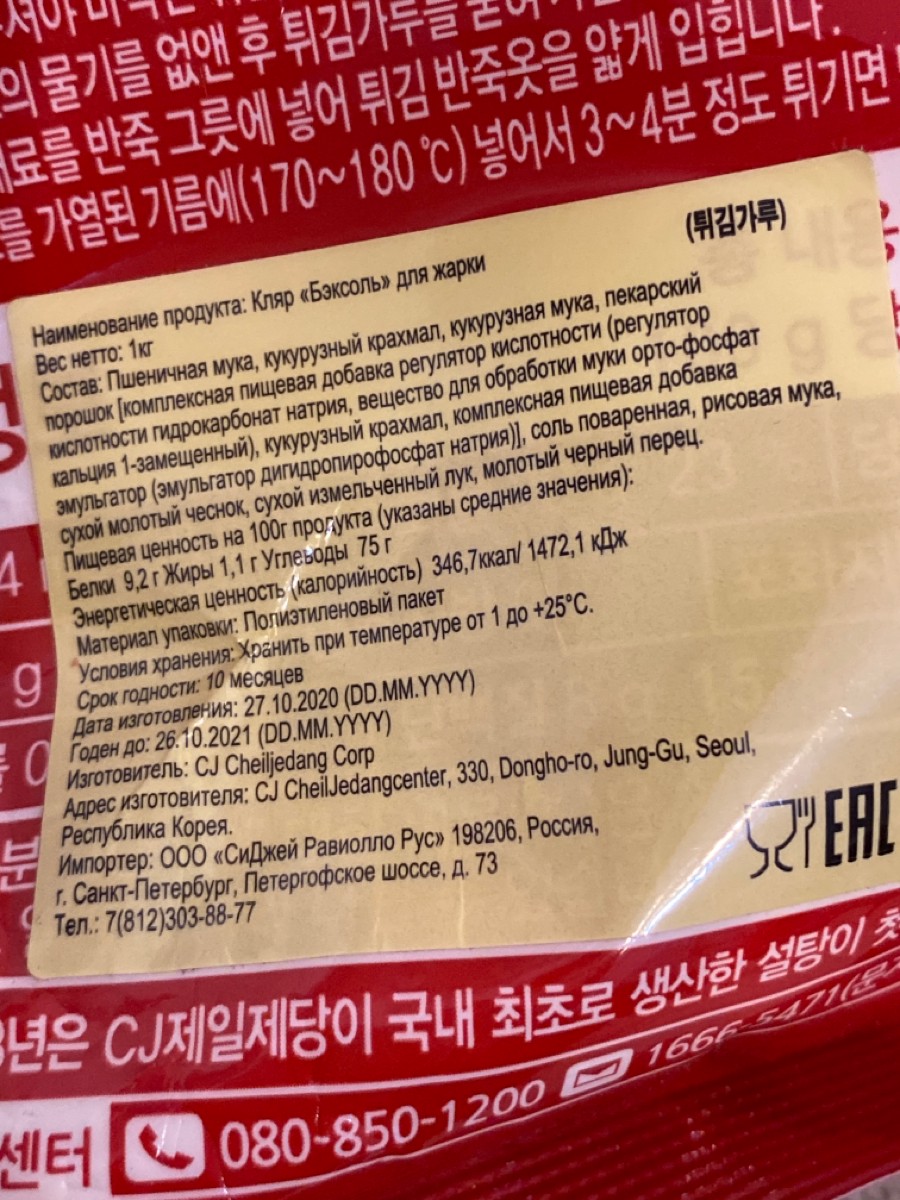 의 물기를 없앤 후 튀김가루를
료를 반죽 그릇에 넣어 튀김 반죽옷을 얇게 입힙니다.
를 가열된 기름에(170~180℃) 넣어서 3~4분 정도 튀기면
(튀김가루)
Наименование продукта: Кляр «Бэксоль» для жарки
Вес нетто: 1кг
Состав: Пшеничная мука, кукурузный крахмал, кукурузная мука, пекарский
порошок [комплексная пищевая добавка регулятор кислотности (регулятор
кислотности гидрокарбонат натрия, вещество для обработки муки орто-фосфат
кальция 1-замещенный), кукурузный крахмал, комплексная пищевая добавка
эмульгатор (эмульгатор дигидропирофосфат натрия)], соль поваренная, рисовая мука,
сухой молотый чеснок, сухой измельченный лук, молотый черный перец.
Пищевая ценность на 100г продукта (указаны средние значения):
Белки 9,2 г Жиры 1,1 г Углеводы 75 г
Энергетическая ценность (калорийность) 346,7ккал/ 1472,1 кДж
Материал упаковки: Полиэтиленовый пакет
Условия хранения: Хранить при температуре от 1 до +25°C.
Срок годности: 10 месяцев
Дата изготовления: 27.10.2020 (DD.MM.YYYY)
Годен до: 26.10.2021 (DD.MM.YYYY)
Изготовитель: CJ Cheiljedang Corp
Адрес изготовителя: CJ CheilJedangcenter, 330, Dongho-ro, Jung-Gu, Seoul,
Республика Корея.
Импортер: ООО «СиДжей Равиолло Рус» 198206, Россия,
г. Санкт-Петербург, Петергофское шоссе, д. 73
Тел.: 7(812)303-88-77
EAC
년은 CJ제일제당이 국내 최초로 생산한 설탕이 첫
센터 080-850-1200 1666-5471(문